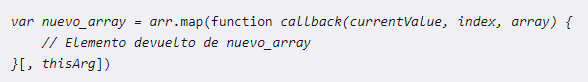 var nuevo_array = arr.map(function callback(currentValue, index, array) {
    // Elemento devuelto de nuevo_array
}[, thisArg])